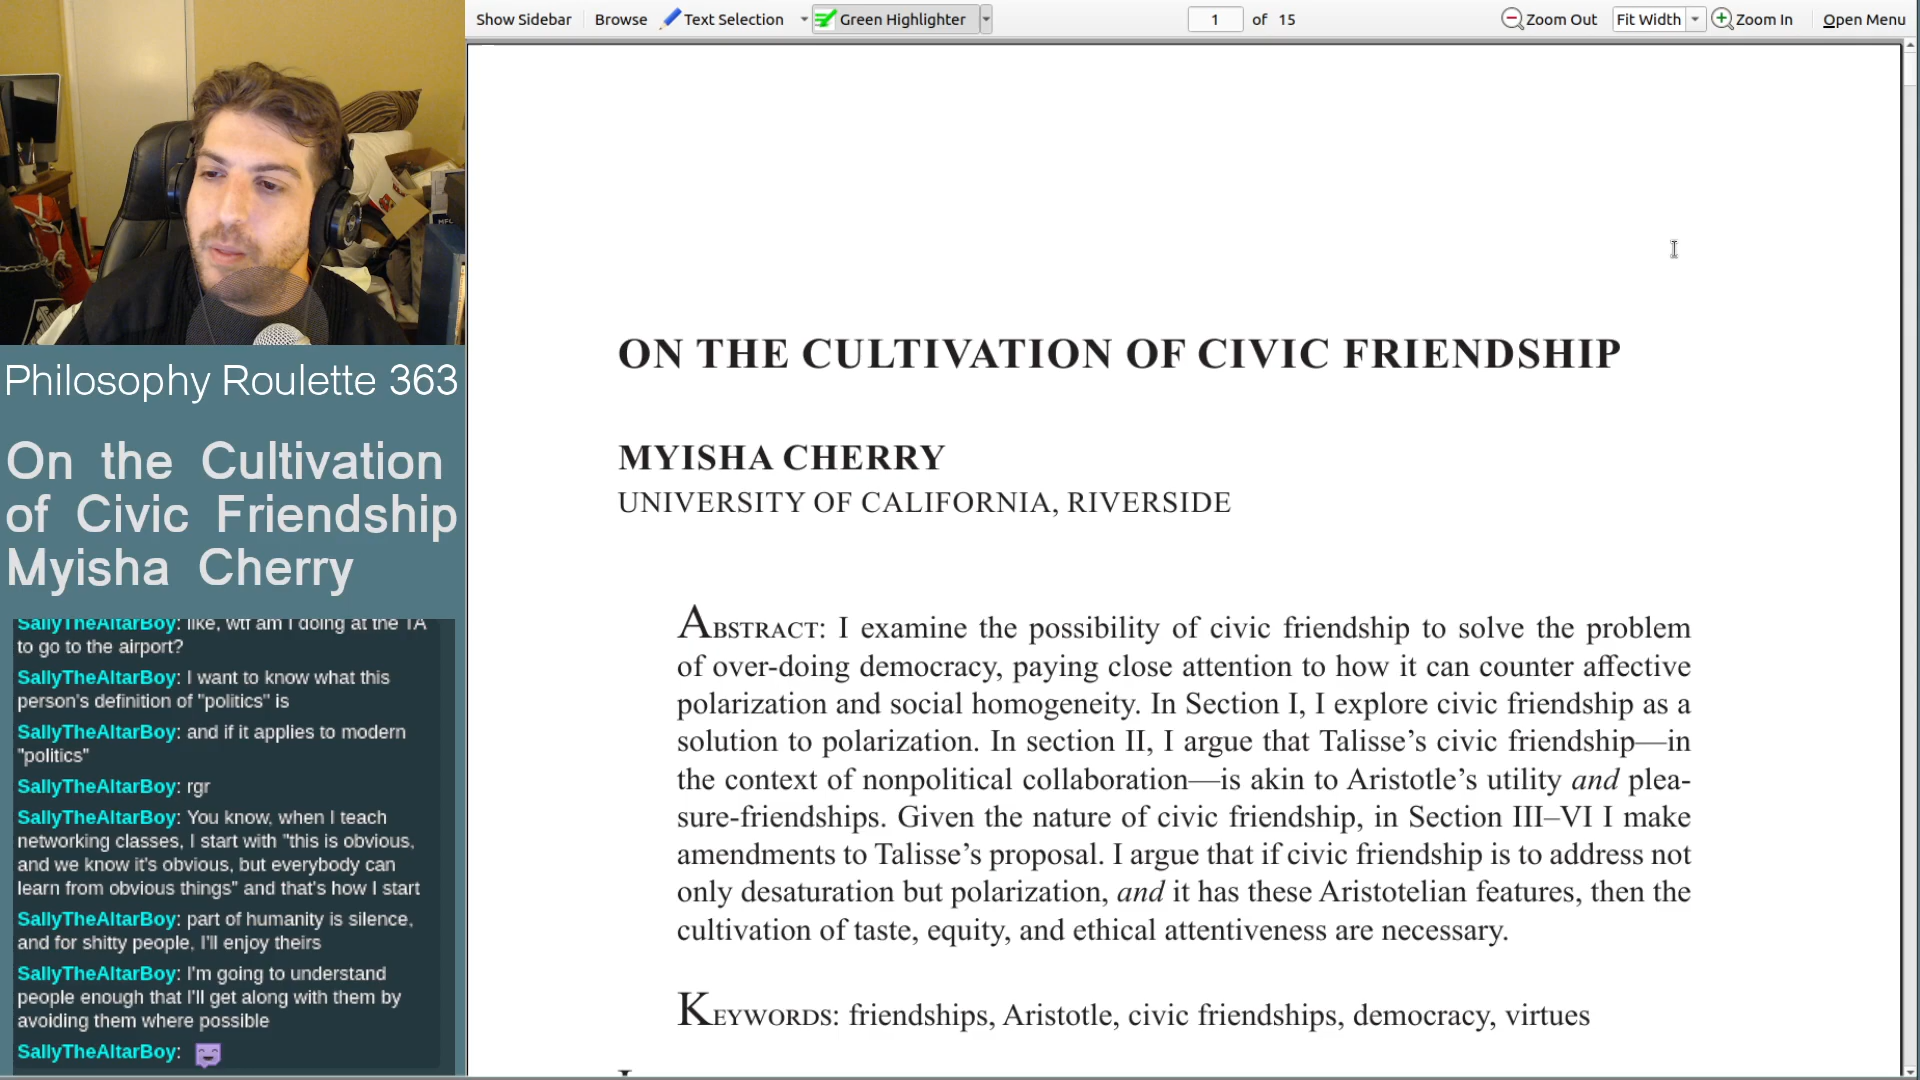 Show Sidebar Browse Text Selection Green Highlighter 1 of 15 Zoom Out Fit Width Zoom In Open Menu
MFC
Philosophy Roulette 363
On the Cultivation
of Civic Friendship
Myisha Cherry
SallyTheAltarBoy: like, wtf am I doing at the TA
to go to the airport?
SallyTheAltarBoy: I want to know what this
person's definition of "politics" is
SallyTheAltarBoy: and if it applies to modern
"politics"
SallyTheAltarBoy: rgr
SallyTheAltarBoy: You know, when I teach
networking classes, I start with "this is obvious,
and we know it's obvious, but everybody can
learn from obvious things" and that's how I start
SallyTheAltarBoy: part of humanity is silence,
and for shitty people, I'll enjoy theirs
SallyTheAltarBoy: I'm going to understand
people enough that I'll get along with them by
avoiding them where possible
SallyTheAltarBoy:
ON THE CULTIVATION OF CIVIC FRIENDSHIP
MYISHA CHERRY
UNIVERSITY OF CALIFORNIA, RIVERSIDE
ABSTRACT: I examine the possibility of civic friendship to solve the problem
of over-doing democracy, paying close attention to how it can counter affective
polarization and social homogeneity. In Section I, I explore civic friendship as a
solution to polarization. In section II, I argue that Talisse’s civic friendship—in
the context of nonpolitical collaboration—is akin to Aristotle’s utility and plea-
sure-friendships. Given the nature of civic friendship, in Section III–VI I make
amendments to Talisse’s proposal. I argue that if civic friendship is to address not
only desaturation but polarization, and it has these Aristotelian features, then the
cultivation of taste, equity, and ethical attentiveness are necessary.
KEYWORDS: friendships, Aristotle, civic friendships, democracy, virtues